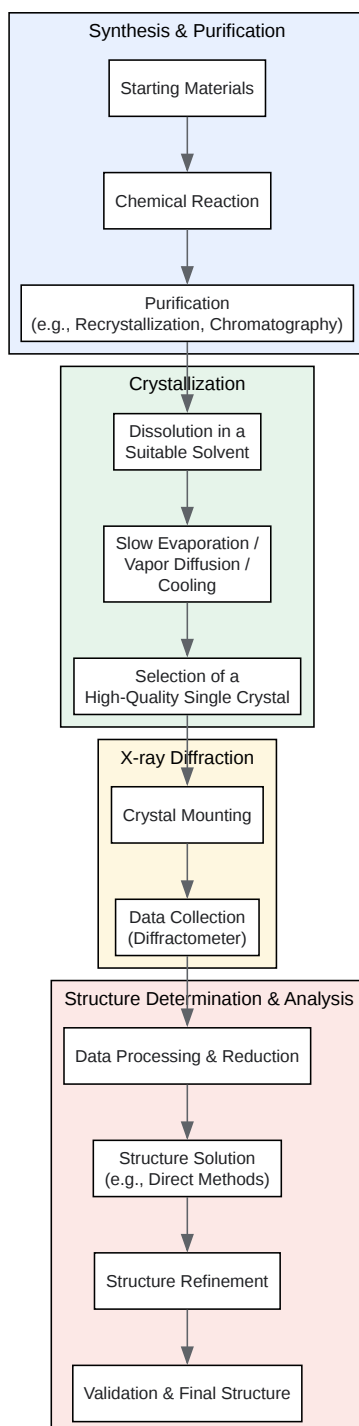 Synthesis & Purification
Starting Materials
Chemical Reaction
Purification
(e.g., Recrystallization, Chromatography)
Crystallization
Dissolution in a
Suitable Solvent
Slow Evaporation /
Vapor Diffusion /
Cooling
Selection of a
High-Quality Single Crystal
X-ray Diffraction
Crystal Mounting
Data Collection
(Diffractometer)
Structure Determination & Analysis
Data Processing & Reduction
Structure Solution
(e.g., Direct Methods)
Structure Refinement
Validation & Final Structure